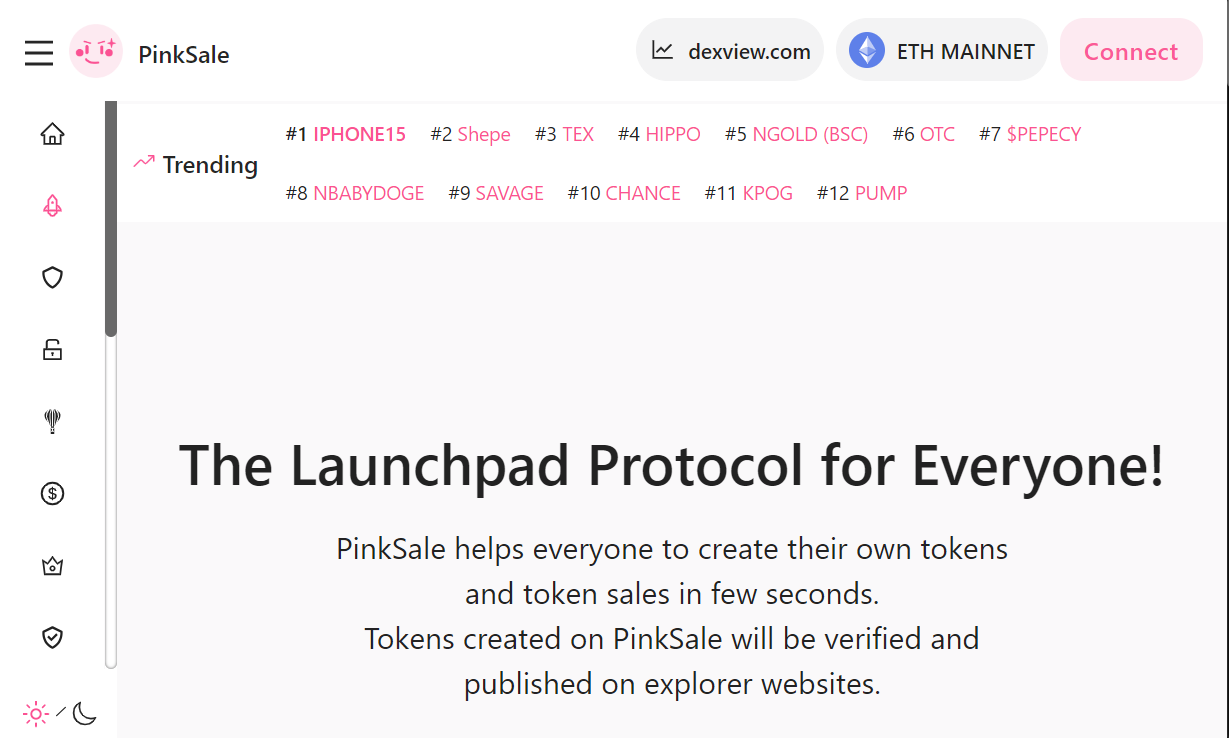 PinkSale
dexview.com
ETH MAINNET
Connect
Trending
#1 IPHONE15 #2 Shepe #3 TEX #4 HIPPO #5 NGOLD (BSC) #6 OTC #7 $PEPECY
#8 NBABYDOGE #9 SAVAGE #10 CHANCE #11 KPOG #12 PUMP
The Launchpad Protocol for Everyone!
PinkSale helps everyone to create their own tokens
and token sales in few seconds.
Tokens created on PinkSale will be verified and
published on explorer websites.